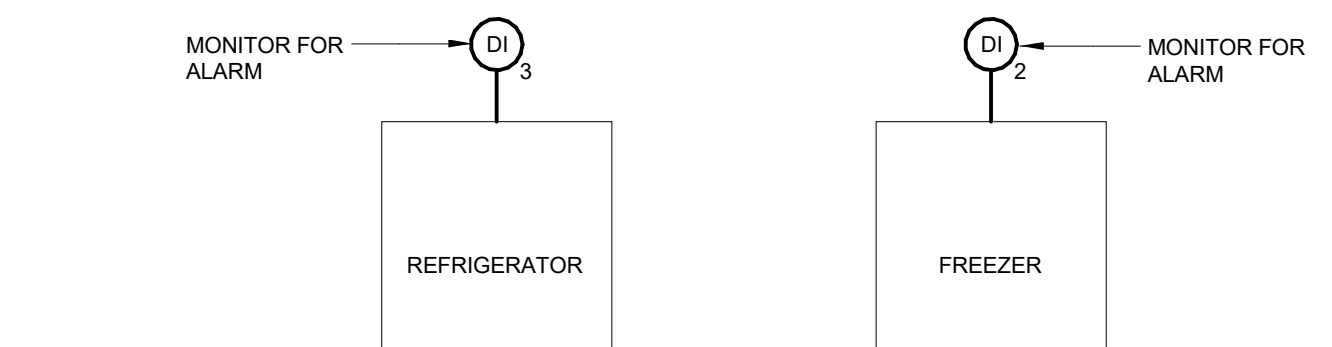 MONITOR FOR
ALARM
DI
3
DI
2
MONITOR FOR
ALARM
REFRIGERATOR
FREEZER